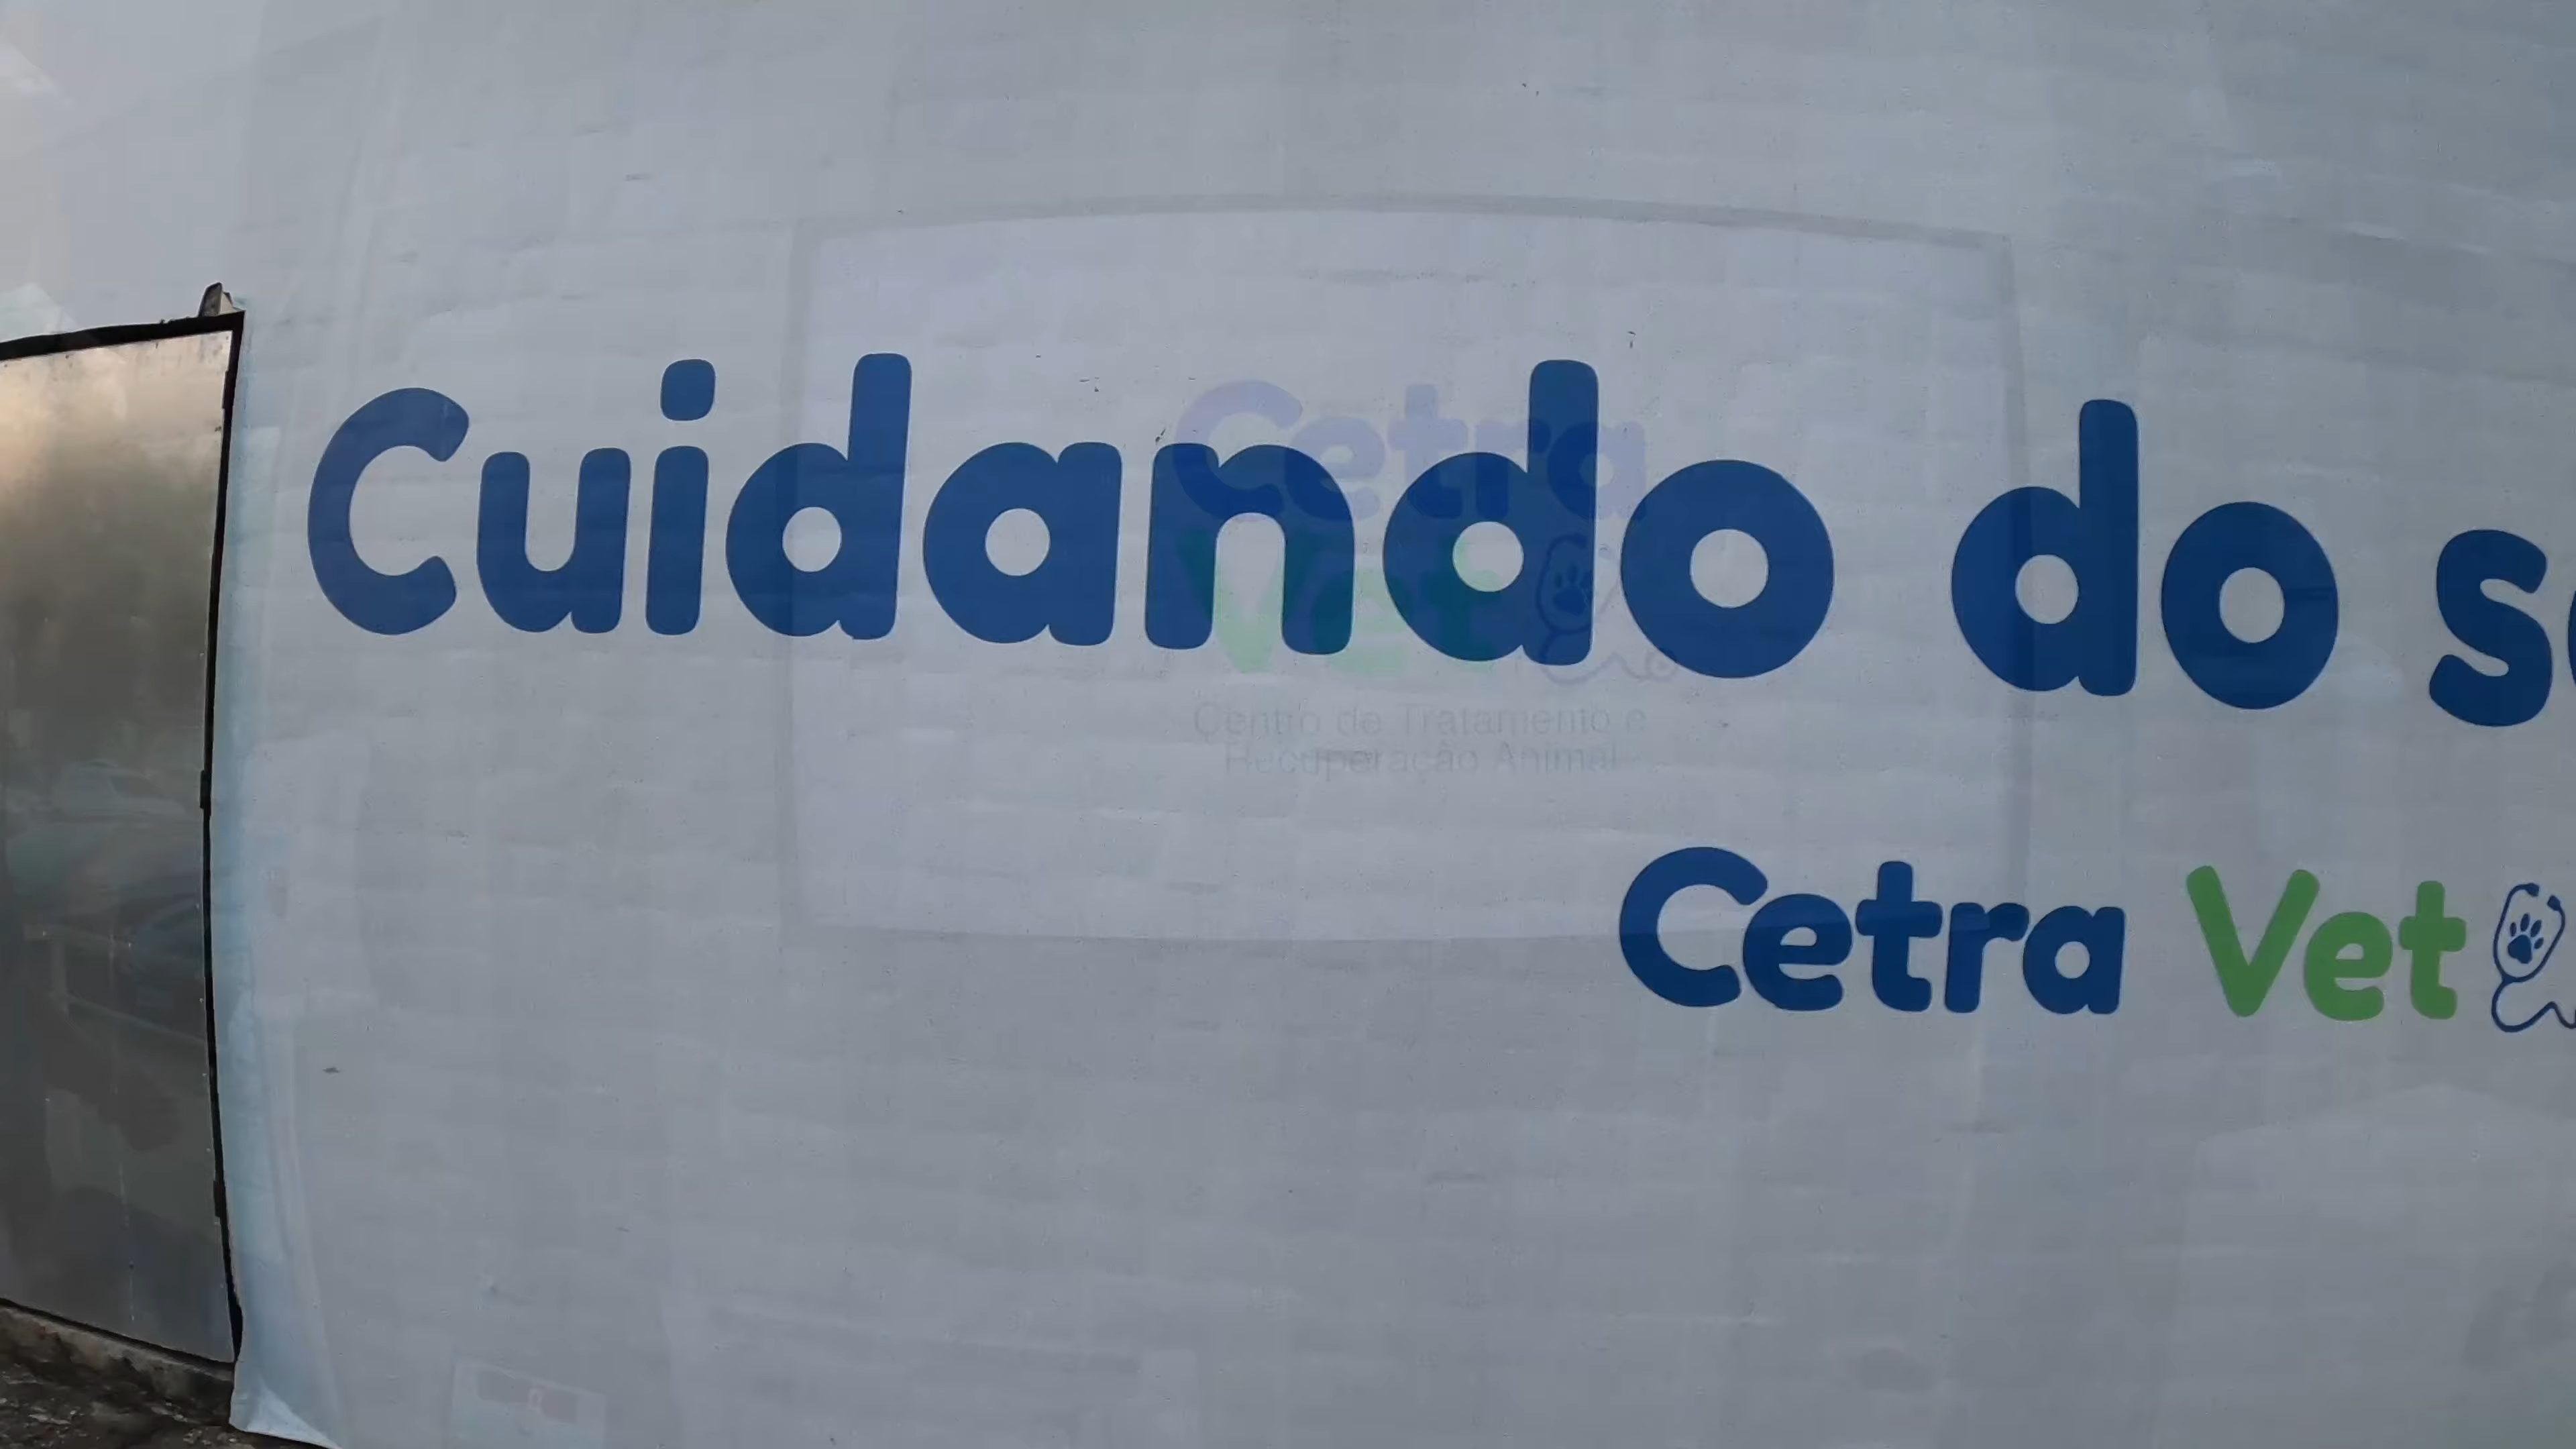 Cuidando do
Cetra
Vet
Centro de Tratamento e
Recuperação Animal
Cetra Vet